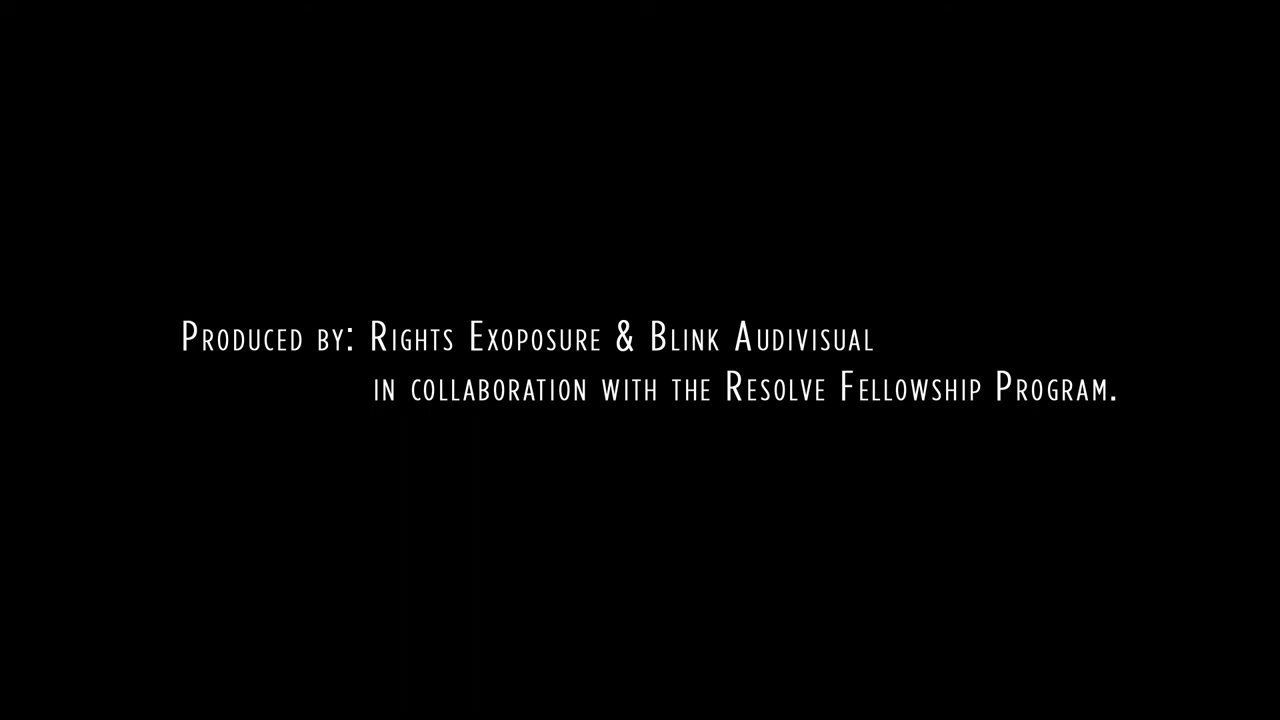 Produced by: Rights Exoposure & Blink Audivisual
in collaboration with the Resolve Fellowship Program.